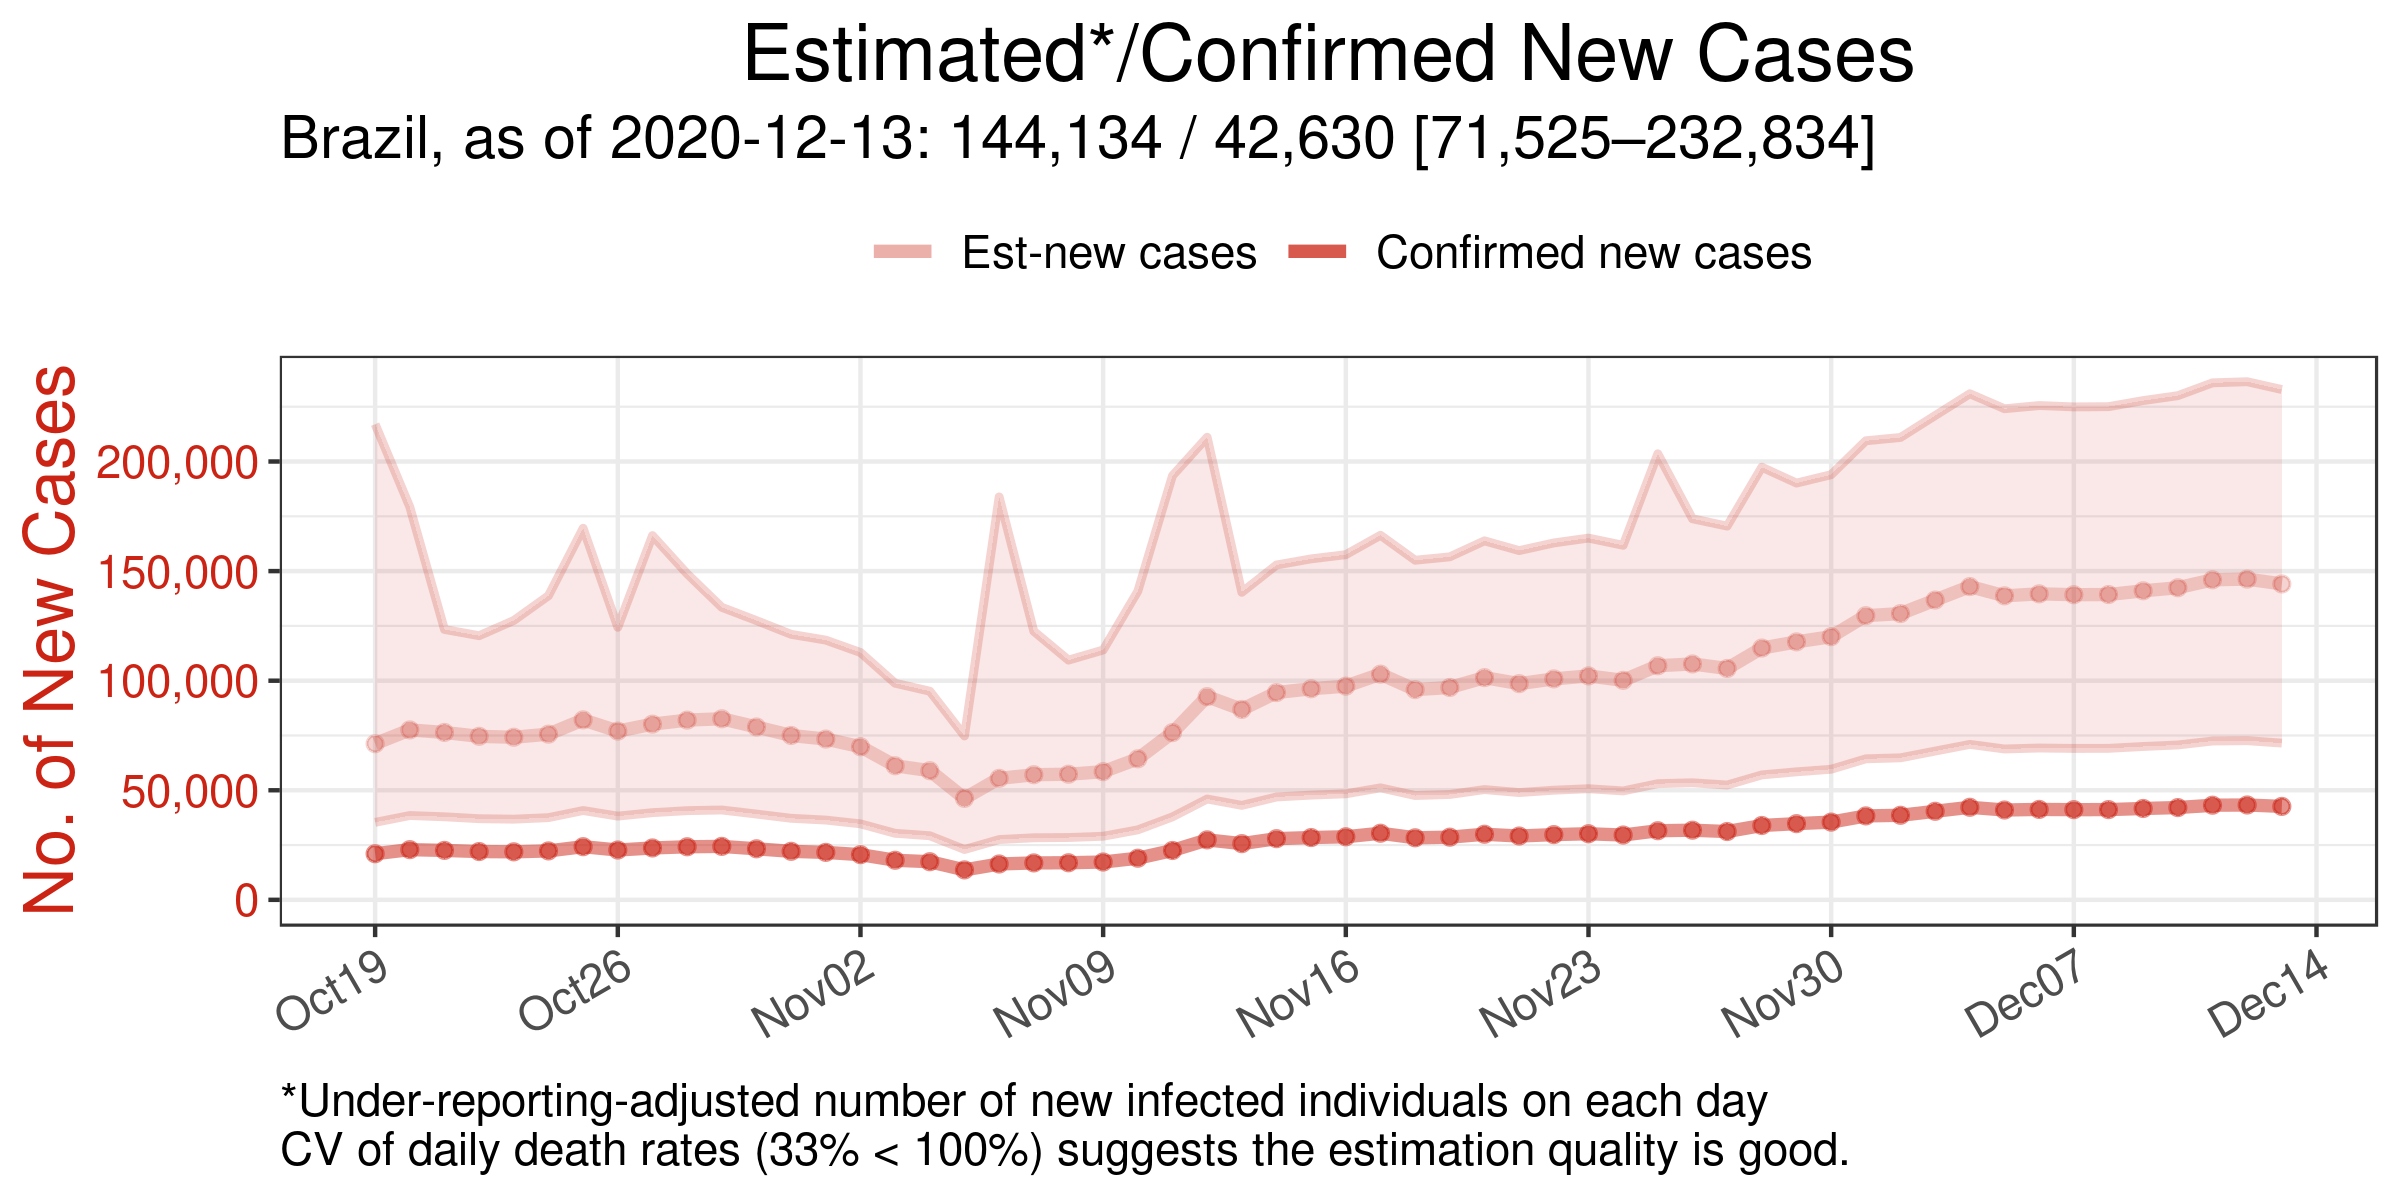 Estimated*/Confirmed New Cases
Brazil, as of 2020-12-13: 144,134 / 42,630 [71,525–232,834]
Est-new cases
Confirmed new cases
No. of New Cases
200,000
150,000
100,000
50,000
0
Oct19
Oct26
Nov02
Nov09
Nov16
Nov23
Nov30
Dec07
Dec14
*Under-reporting-adjusted number of new infected individuals on each day
CV of daily death rates (33% < 100%) suggests the estimation quality is good.